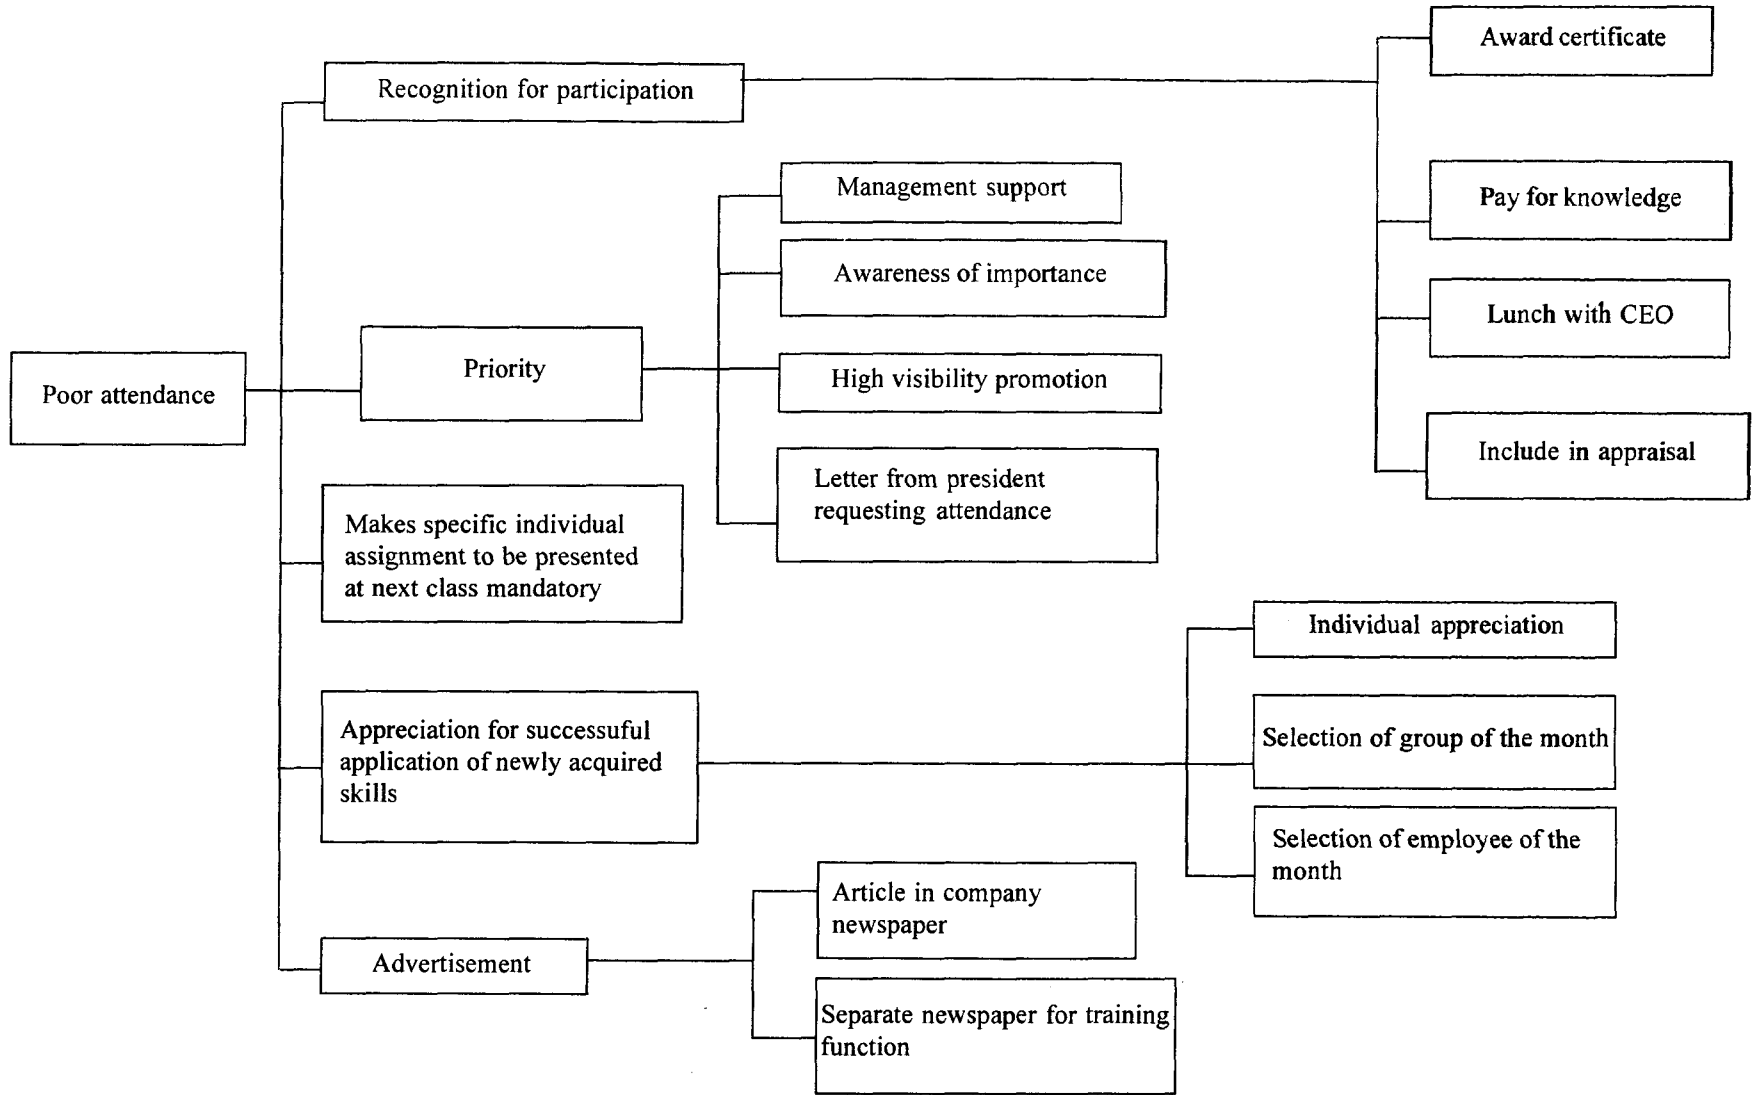 Award certificate
Recognition for participation
Management support
Pay for knowledge
Awareness of importance
Lunch with CEO
Priority
High visibility promotion
Poor attendance
Include in appraisal
Letter from president
requesting attendance
Makes specific individual
assignment to be presented
at next class mandatory
Individual appreciation
Appreciation for successuful
application of newly acquired
skills
Selection of group of the month
Selection of employee of the
month
Article in company
newspaper
Advertisement
Separate newspaper for training
function